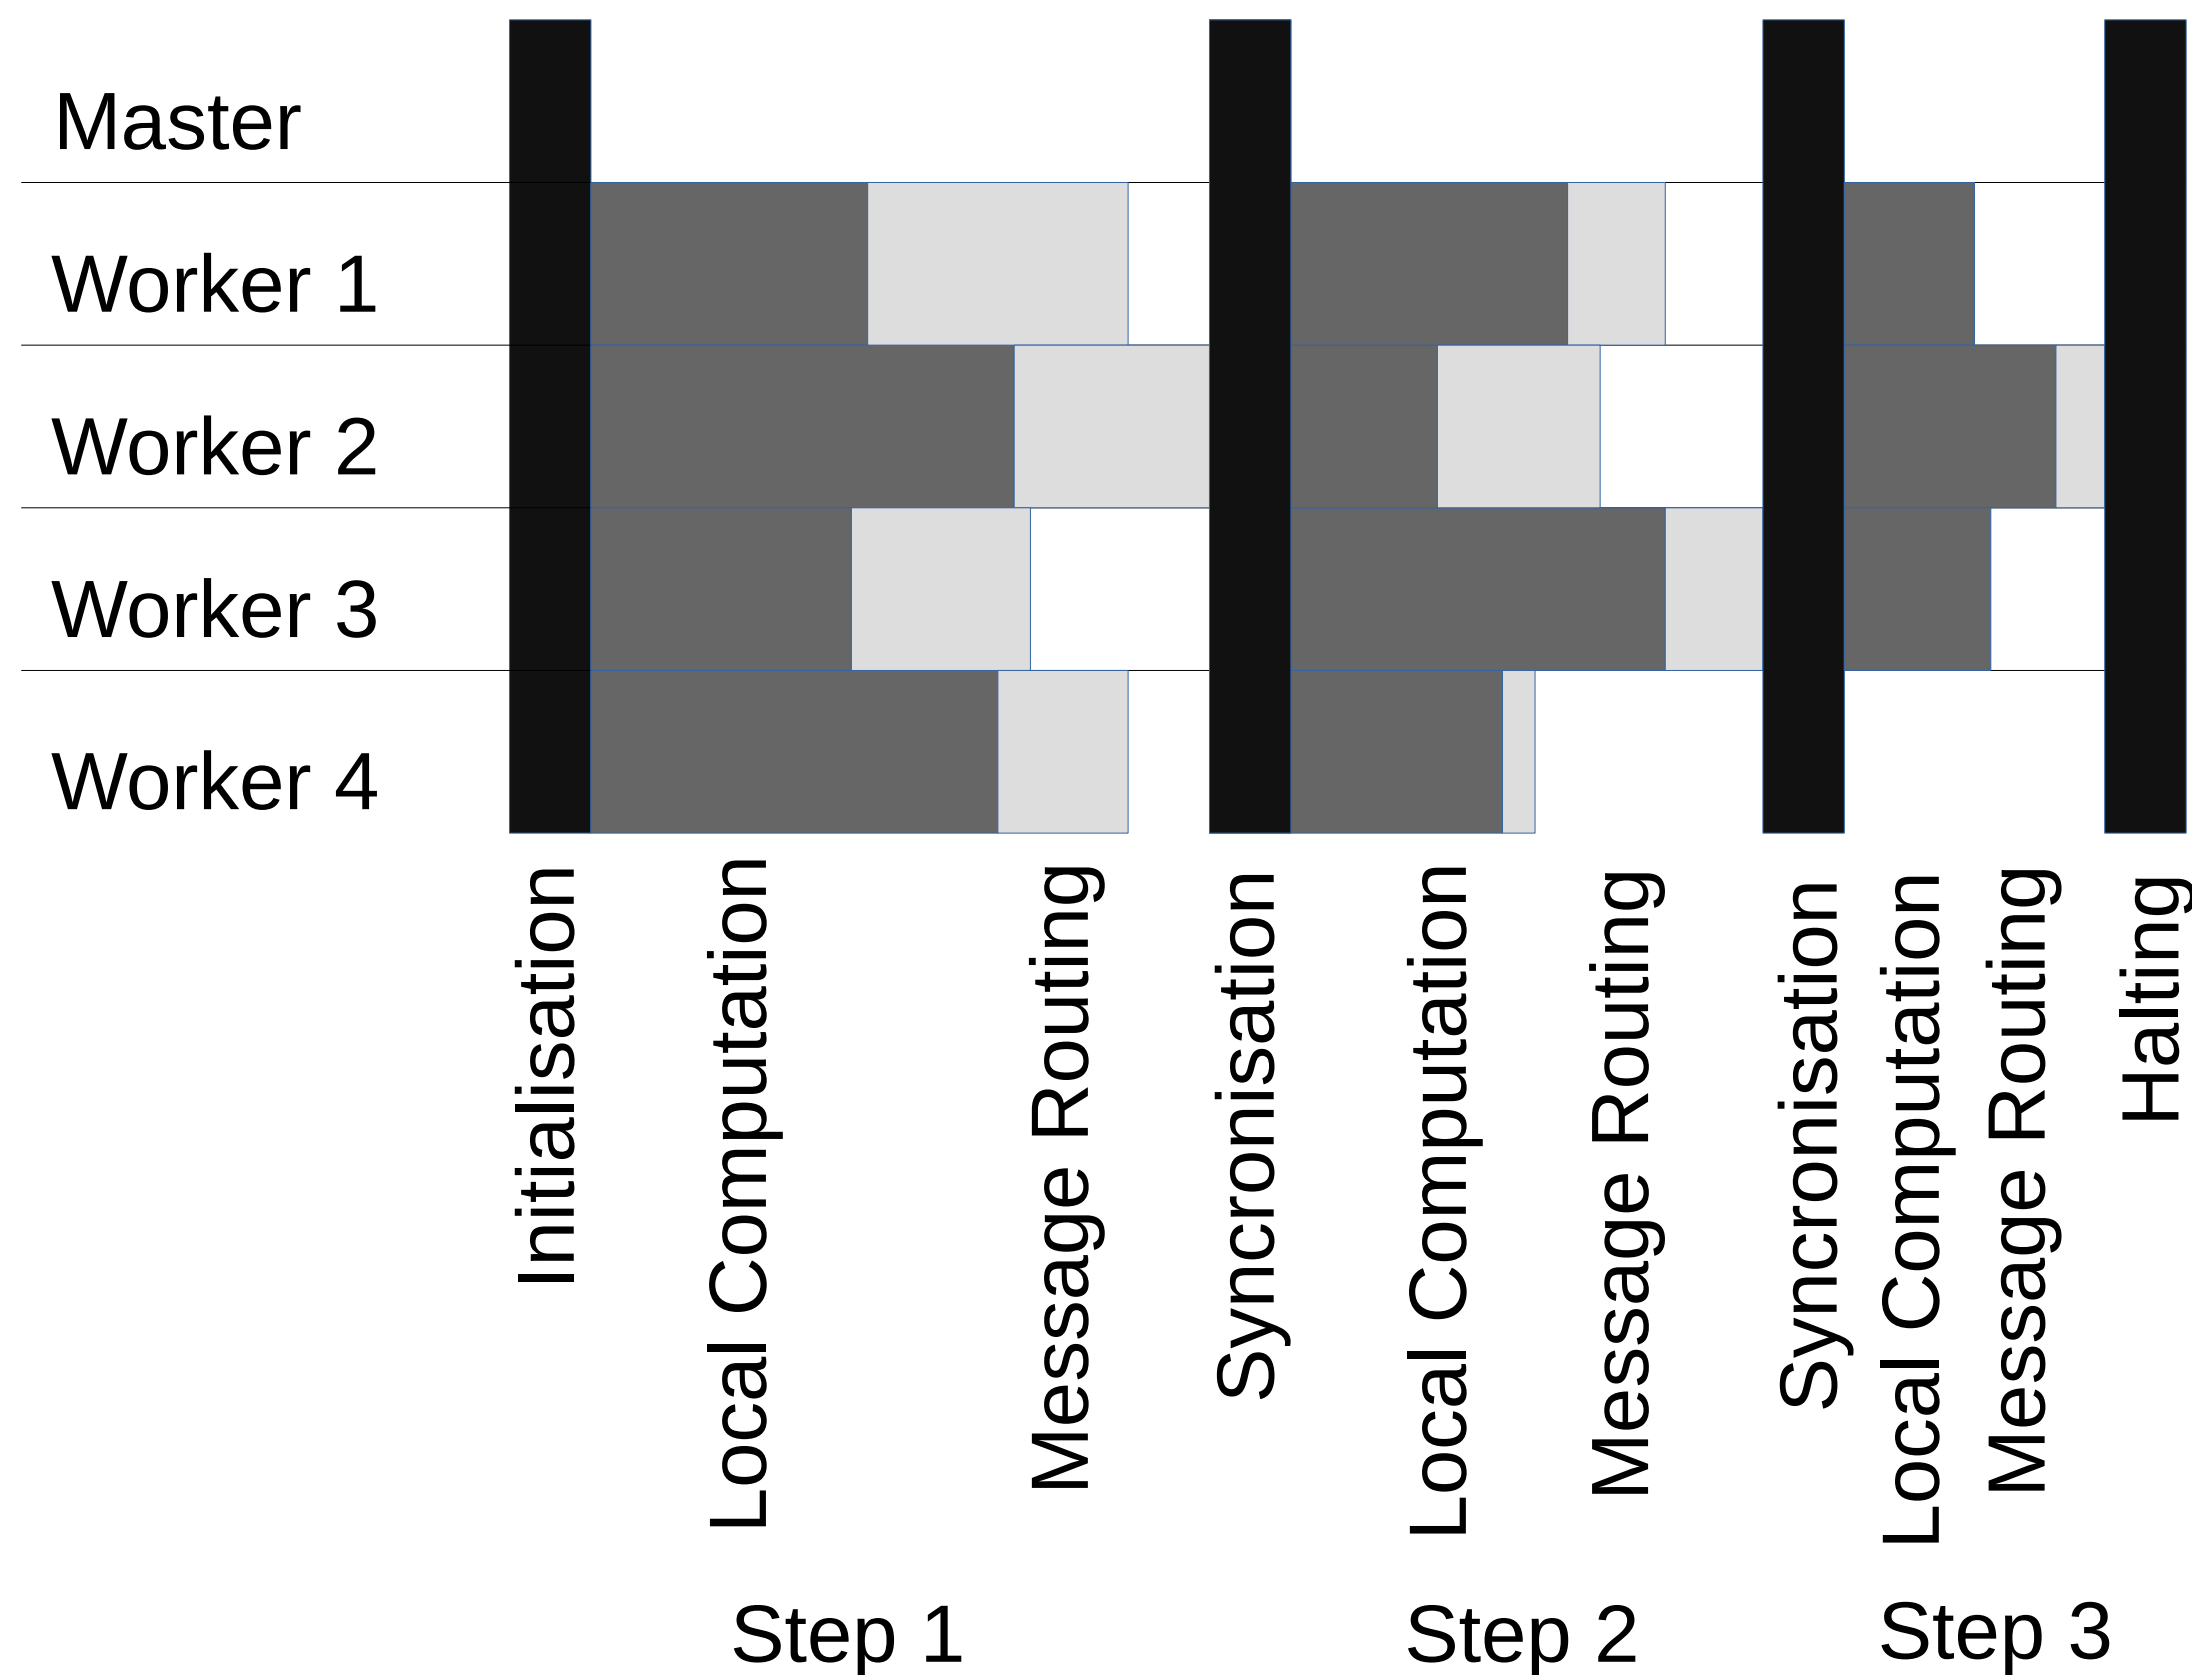 Master
Worker 1
Worker 2
Worker 3
Worker 4
Initialisation
Local Computation
Message Routing
Syncronisation
Local Computation
Message Routing
Syncronisation
Local Computation
Message Routing
Halting
Step 1
Step 2
Step 3